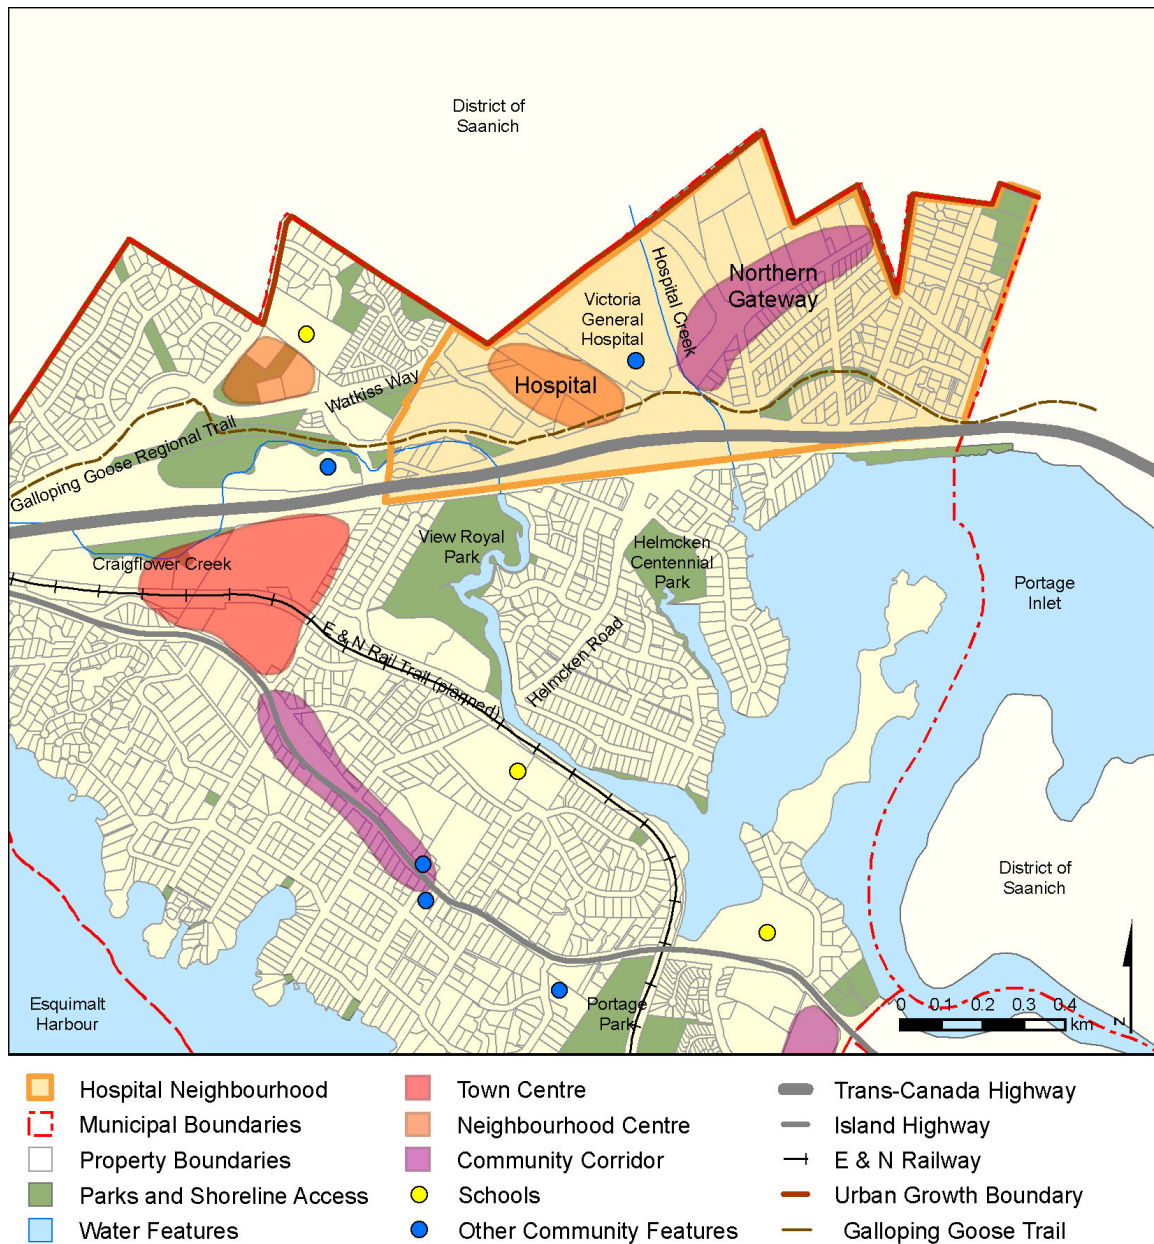 District of
Saanich
Northern
Gateway
Hospital Creek
Victoria
General
Hospital
Hospital
Watkiss Way
Galloping Goose Regional Trail
View Royal
Park
Helmcken
Centennial
Park
Craigflower Creek
Portage
Inlet
E & N Rail Trail (planned)
Helmcken Road
District of
Saanich
Esquimalt
Harbour
Portage
Park
0 0.1 0.2 0.3 0.4
km
N
Hospital Neighbourhood
Municipal Boundaries
Property Boundaries
Parks and Shoreline Access
Water Features
Town Centre
Neighbourhood Centre
Community Corridor
Schools
Other Community Features
Trans-Canada Highway
Island Highway
E & N Railway
Urban Growth Boundary
Galloping Goose Trail